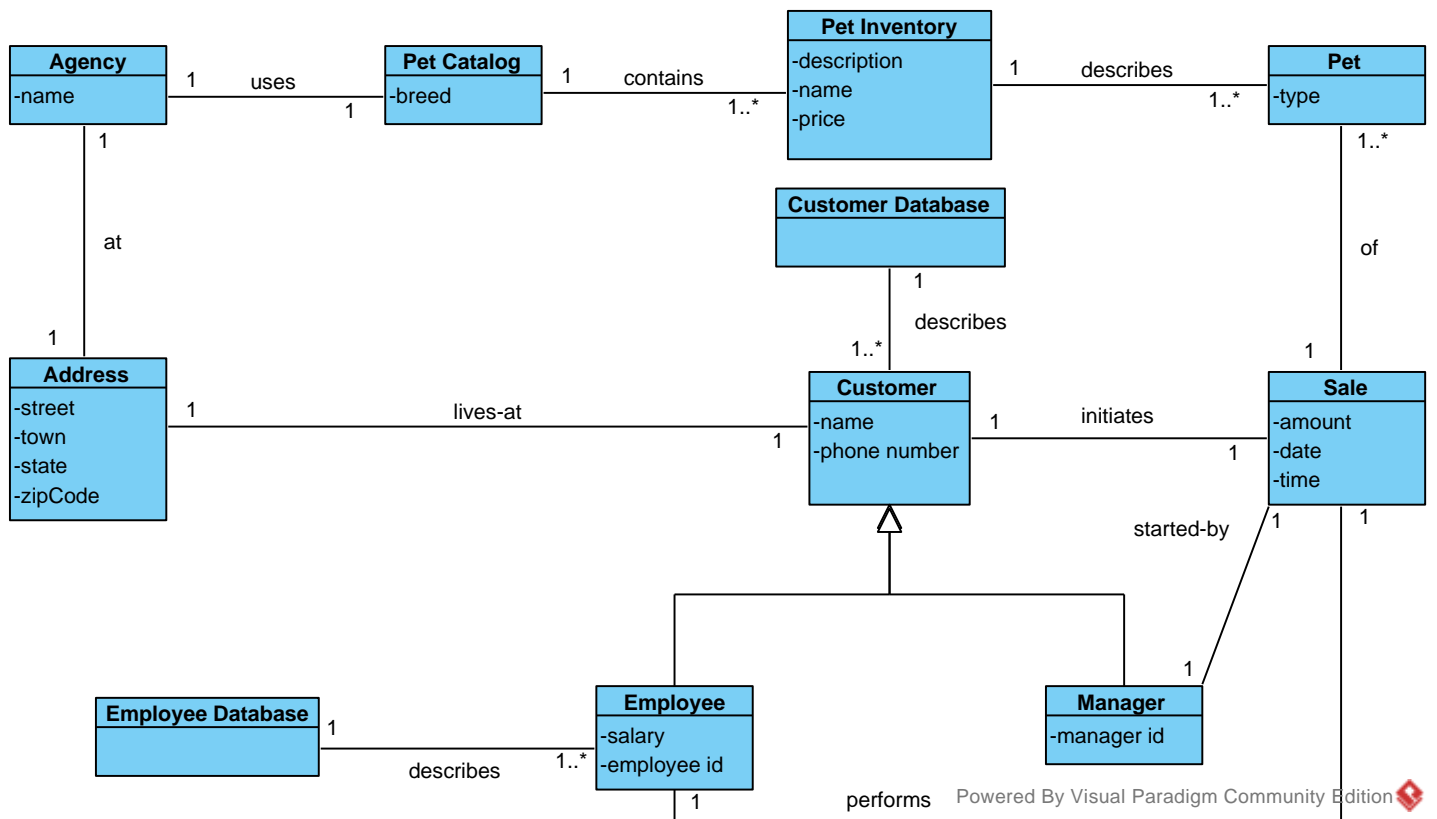 Agency
-name
1
uses
1
Pet Catalog
-breed
1
contains
1..*
Pet Inventory
-description
-name
-price
1
describes
1..*
Pet
-type
1
at
1
1..*
of
1
Customer Database
1
describes
1..*
Address
-street
-town
-state
-zipCode
1
lives-at
1
Customer
-name
-phone number
1
initiates
1
Sale
-amount
-date
-time
1
started-by
1
1
Employee Database
1
describes
1..*
Employee
-salary
-employee id
1
Manager
-manager id
performs
Powered By Visual Paradigm Community Edition